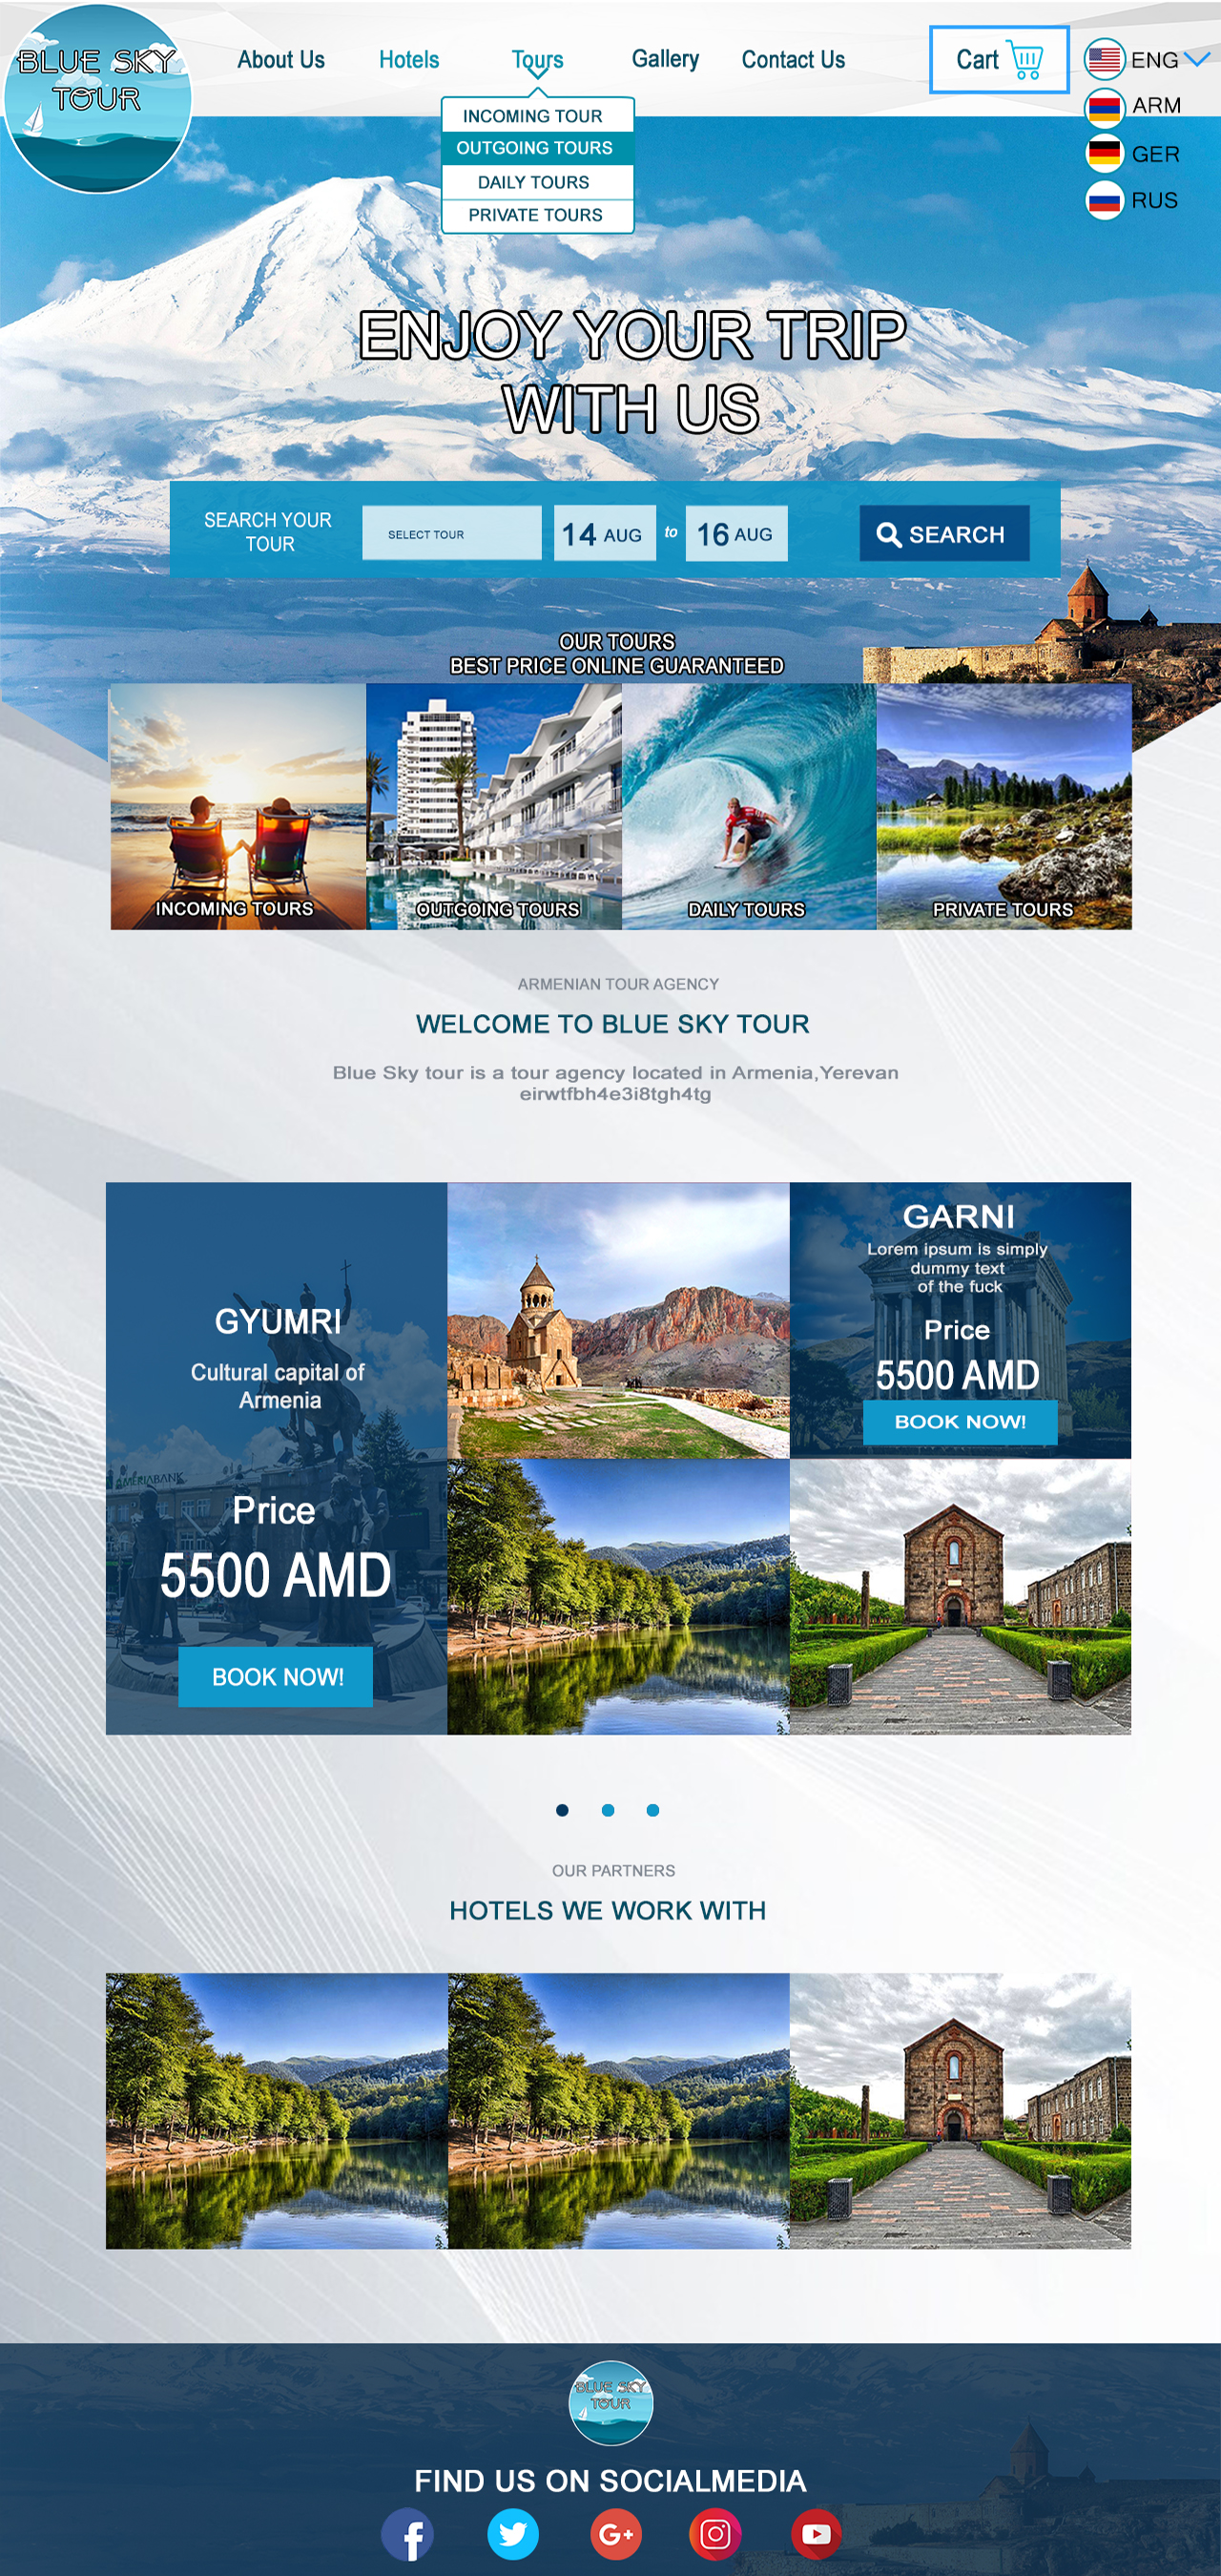 BLUE SKY
TOUR
About Us
Hotels
Tours
Gallery
Contact Us
Cart
ENG
ARM
GER
RUS
INCOMING TOUR
OUTGOING TOURS
DAILY TOURS
PRIVATE TOURS
ENJOY YOUR TRIP
WITH US
SEARCH YOUR
TOUR
SELECT TOUR
14 AUG
to
16 AUG
SEARCH
OUR TOURS
BEST PRICE ONLINE GUARANTEED
INCOMING TOURS
OUTGOING TOURS
DAILY TOURS
PRIVATE TOURS
ARMENIAN TOUR AGENCY
WELCOME TO BLUE SKY TOUR
Blue Sky tour is a tour agency located in Armenia,Yerevan
eirwtfbh4e3i8tgh4tg
GYUMRI
Cultural capital of
Armenia
AMERIABANK
Price
5500 AMD
BOOK NOW!
GARNI
Lorem ipsum is simply
dummy text
of the fuck
Price
5500 AMD
BOOK NOW!
OUR PARTNERS
HOTELS WE WORK WITH
BLUE SKY
TOUR
FIND US ON SOCIALMEDIA
f
G+